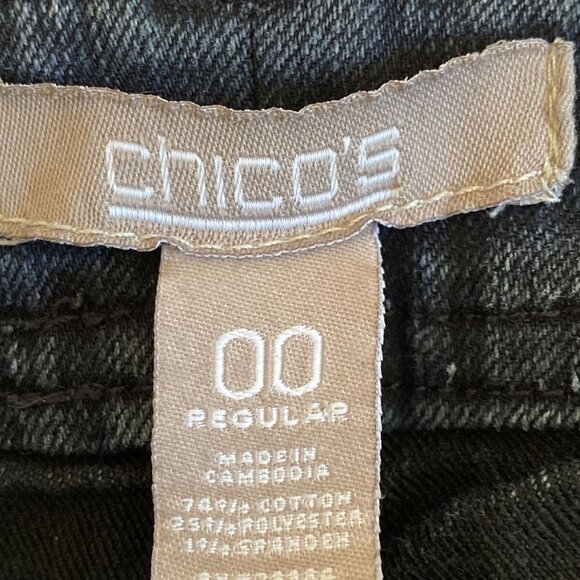 chico's
00
REGULAR
MADE IN
CAMBODIA
74% COTTON
25% POLYESTER
1% SPANDEX